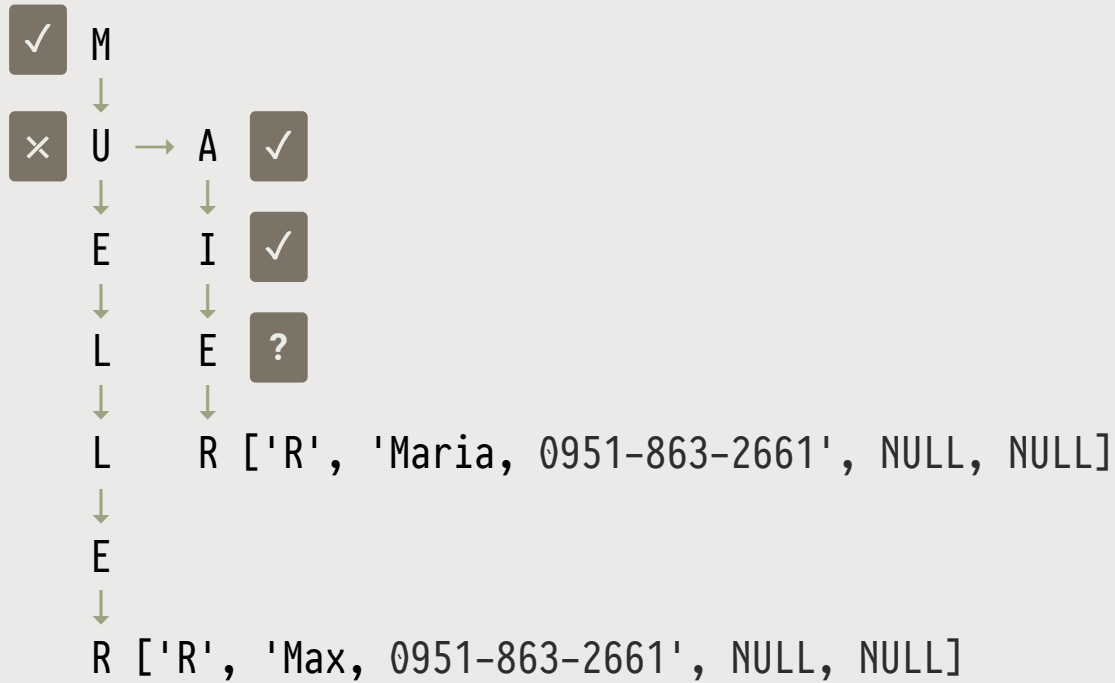 ✓ M
↓
✕ U → A ✓
↓ ↓
E I ✓
↓ ↓
L E ?
↓ ↓
L R ['R', 'Maria, 0951-863-2661', NULL, NULL]
↓
E
↓
R ['R', 'Max, 0951-863-2661', NULL, NULL]